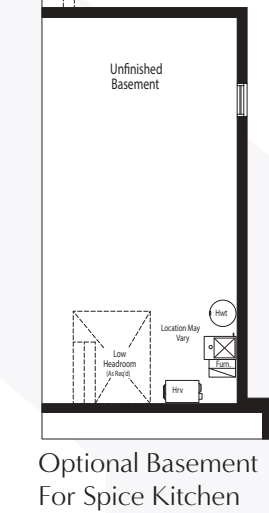 Unfinished
Basement
Hwt
Location May
Vary
Low
Headroom
(As Req'd)
Furn.
Hrv
Optional Basement
For Spice Kitchen